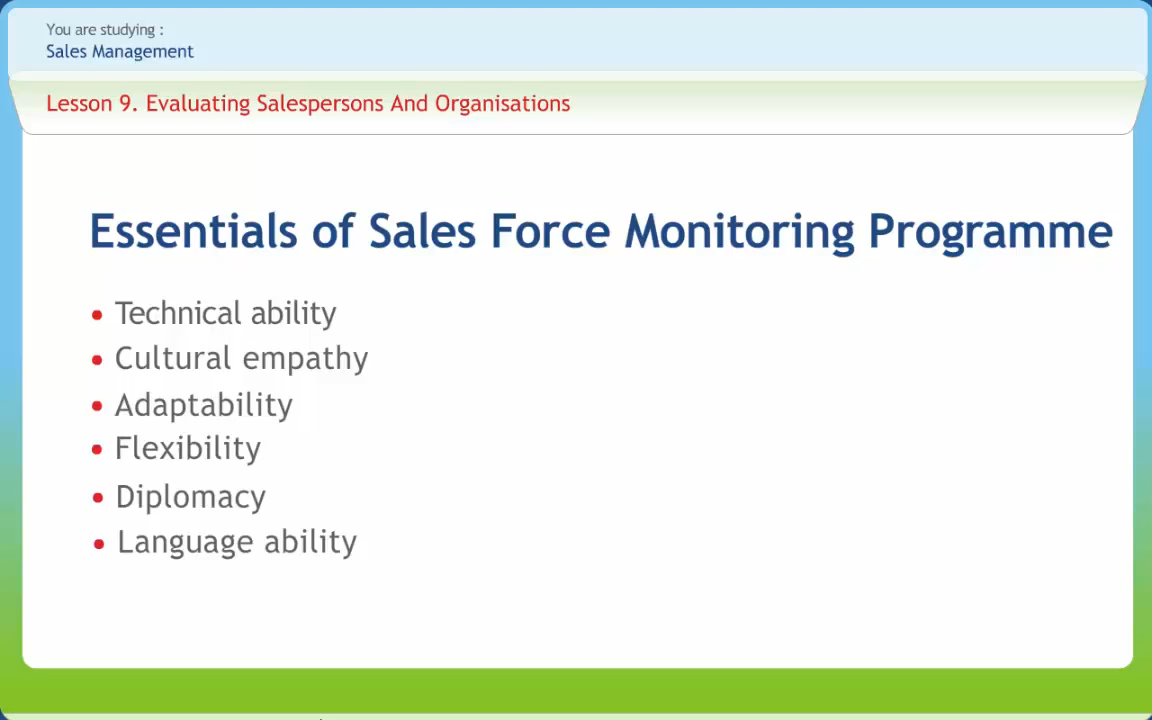 You are studying :
Sales Management
Lesson 9. Evaluating Salespersons And Organisations
Essentials of Sales Force Monitoring Programme
• Technical ability
• Cultural empathy
• Adaptability
• Flexibility
• Diplomacy
• Language ability